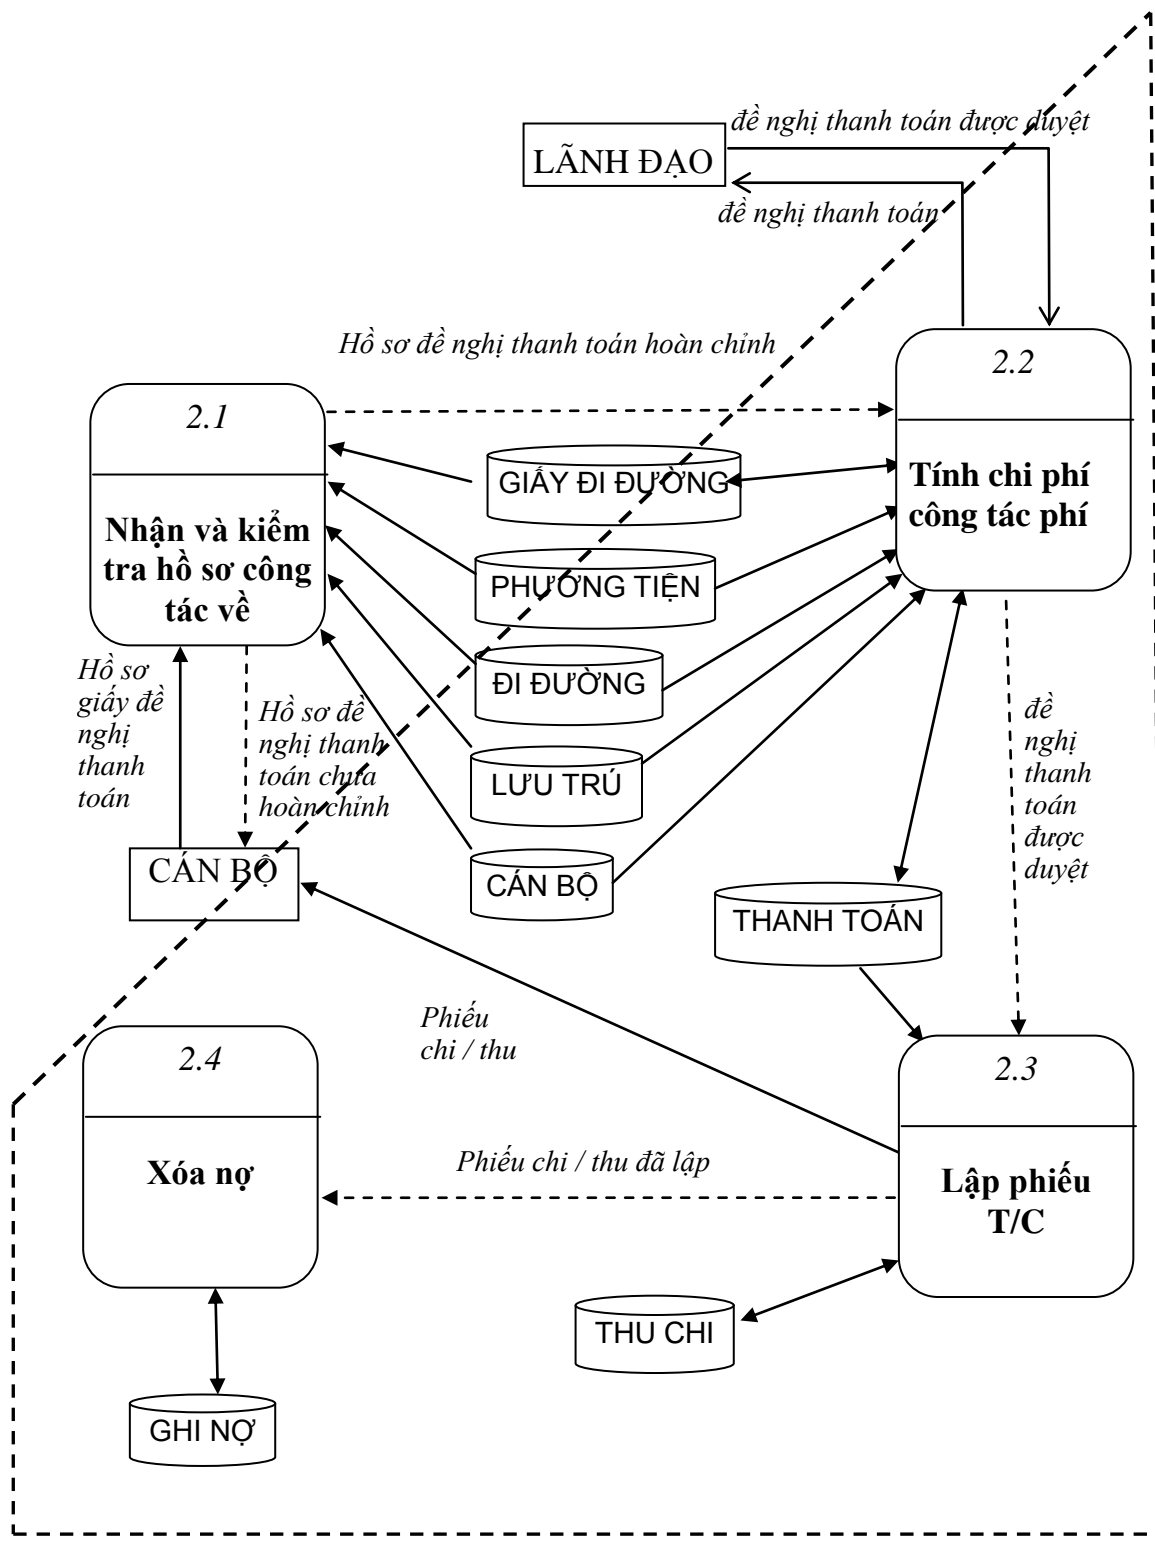 đề nghị thanh toán được duyệt
LÃNH ĐẠO
đề nghị thanh toán
Hồ sơ đề nghị thanh toán hoàn chỉnh
2.2
Tính chi phí
công tác phí
2.1
Nhận và kiểm
tra hồ sơ công
tác về
GIẤY ĐI ĐƯỜNG
PHƯƠNG TIỆN
ĐI ĐƯỜNG
LƯU TRÚ
CÁN BỘ
Hồ sơ
giấy đề
nghị
thanh
toán
Hồ sơ đề
nghị thanh
toán chưa
hoàn chỉnh
CÁN BỘ
đề
nghị
thanh
toán
được
duyệt
THANH TOÁN
Phiếu
chi / thu
2.4
Xóa nợ
2.3
Lập phiếu
T/C
Phiếu chi / thu đã lập
THU CHI
GHI NỢ